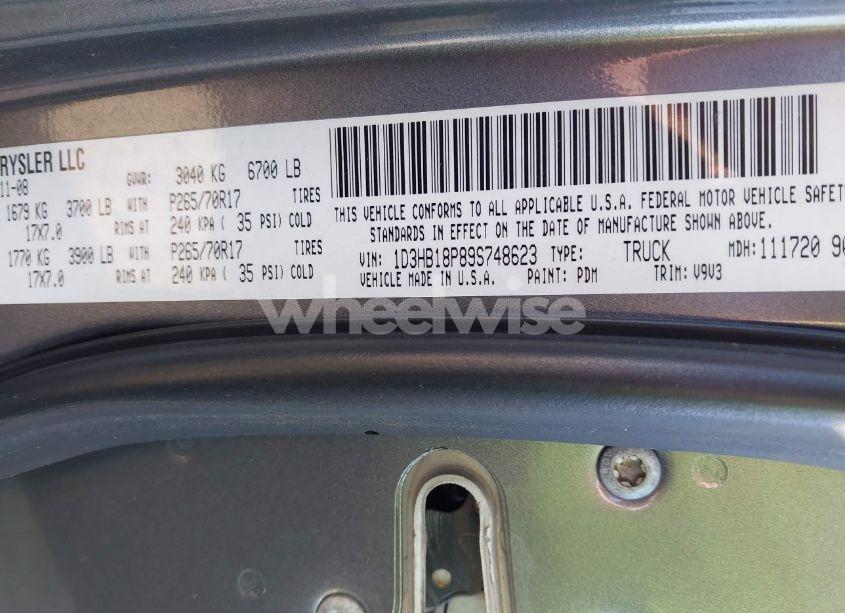 RYSLER LLC
11-08
GVWR: 3040 KG 6700 LB
1679 KG 3700 LB WITH P265/70R17 TIRES
17X7.0 RIMS AT 240 KPA ( 35 PSI) COLD
1770 KG 3900 LB WITH P265/70R17 TIRES
17X7.0 RIMS AT 240 KPA ( 35 PSI) COLD
THIS VEHICLE CONFORMS TO ALL APPLICABLE U.S.A. FEDERAL MOTOR VEHICLE SAFETY
STANDARDS IN EFFECT ON THE DATE OF MANUFACTURE SHOWN ABOVE.
VIN: 1D3HB18P89S748623 TYPE: TRUCK MDH: 111720 90
VEHICLE MADE IN U.S.A. PAINT: PDM TRIM: V9V3
Wheelwise